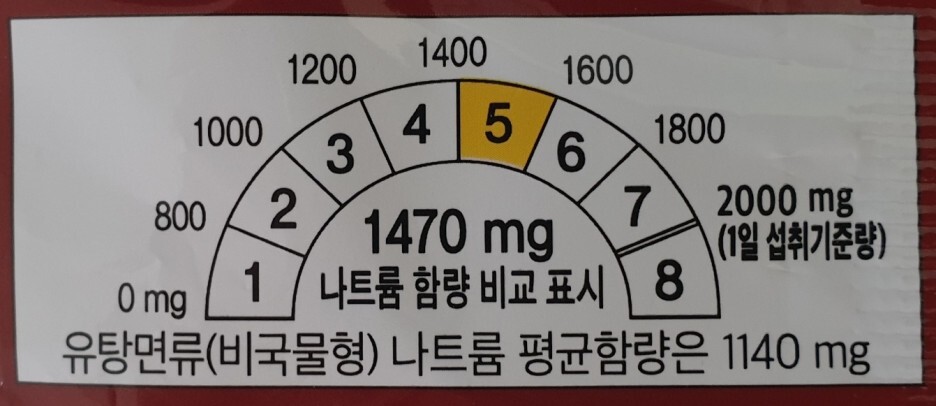 1400
1200 1600
1000 1800
800 2000 mg
(1일 섭취기준량)
0 mg
1 2 3 4 5 6 7 8
1470 mg
나트륨 함량 비교 표시
유탕면류(비국물형) 나트륨 평균함량은 1140 mg